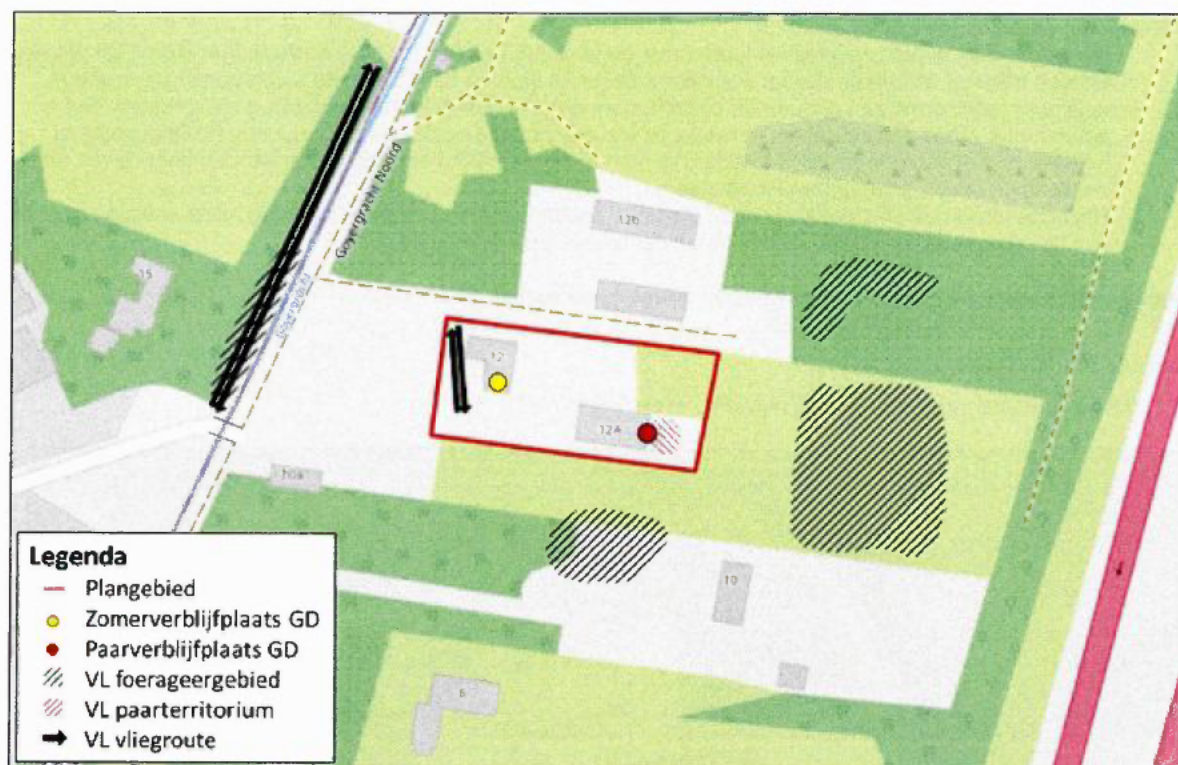 Goyergracht Noord
12b
15
Goyergracht
12
12A
10a
10
6
Legenda
Plangebied
Zomerverblijfplaats GD
Paarverblijfplaats GD
VL foerageergebied
VL paarterritorium
VL vliegroute